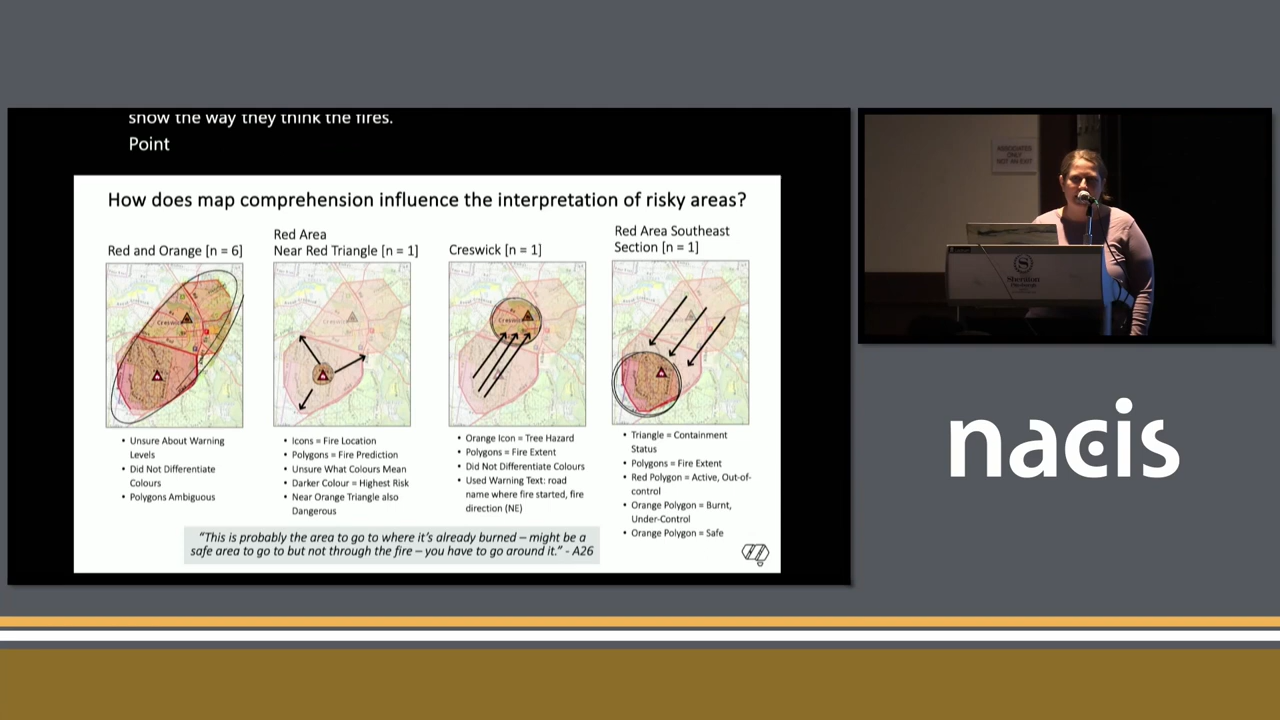 show the way they think the fires.
Point
How does map comprehension influence the interpretation of risky areas?
Red and Orange [n = 6]
Red Area
Near Red Triangle [n = 1]
Creswick [n = 1]
Red Area Southeast
Section [n = 1]
• Unsure About Warning
Levels
• Did Not Differentiate
Colours
• Polygons Ambiguous
• Icons = Fire Location
• Polygons = Fire Prediction
• Unsure What Colours Mean
• Darker Colour = Highest Risk
• Near Orange Triangle also
Dangerous
• Orange Icon = Tree Hazard
• Polygons = Fire Extent
• Did Not Differentiate Colours
• Used Warning Text: road
name where fire started, fire
direction (NE)
• Triangle = Containment
Status
• Polygons = Fire Extent
• Red Polygon = Active, Out-of-
control
• Orange Polygon = Burnt,
Under-Control
• Orange Polygon = Safe
"This is probably the area to go to where it's already burned – might be a
safe area to go to but not through the fire – you have to go around it." - A26
ASSOCIATES
ONLY
NOT AN EXIT
Sheraton
nacis